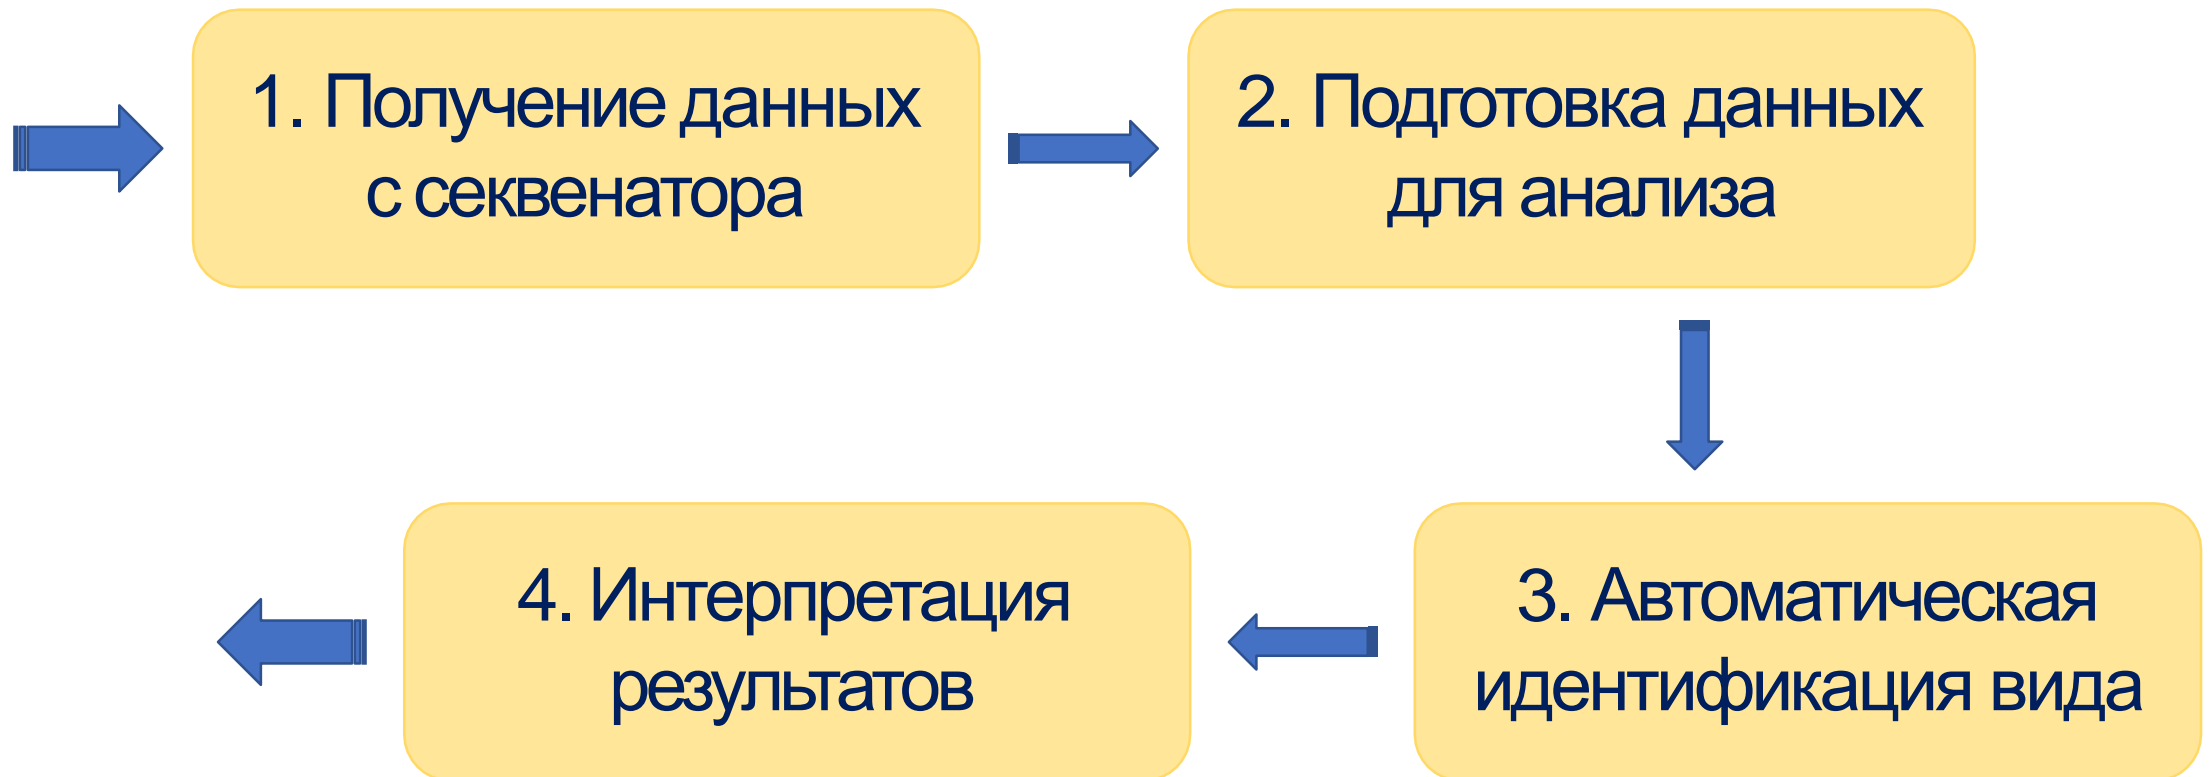 1. Получение данных
с секвенатора
2. Подготовка данных
для анализа
3. Автоматическая
идентификация вида
4. Интерпретация
результатов